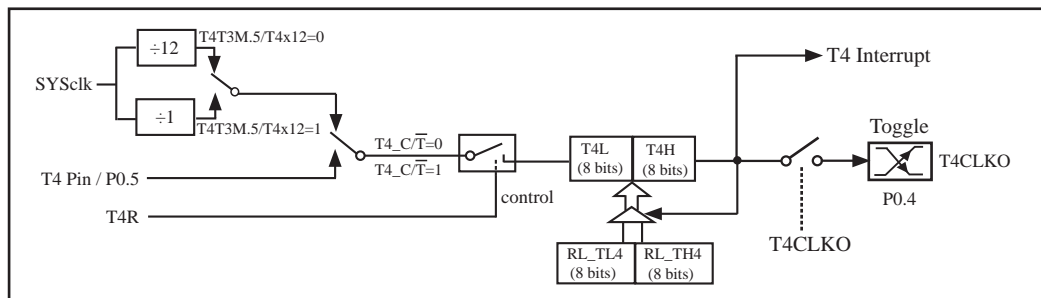 ÷12
T4T3M.5/T4x12=0
SYSclk
÷1
T4T3M.5/T4x12=1
T4 Pin / P0.5
T4R
T4_C/T̅=0
T4_C/T̅=1
control
T4L
(8 bits)
T4H
(8 bits)
RL_TL4
(8 bits)
RL_TH4
(8 bits)
T4 Interrupt
Toggle
T4CLKO
P0.4
T4CLKO